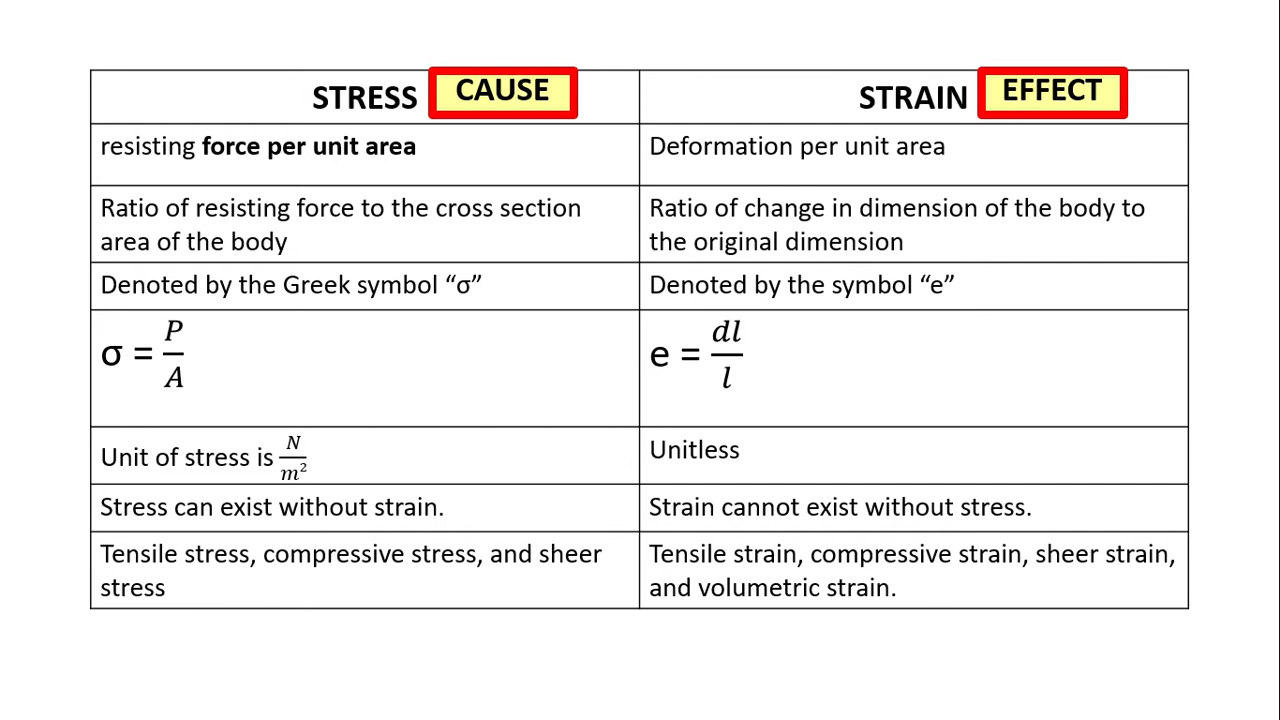 STRESS CAUSE
STRAIN EFFECT
resisting force per unit area
Deformation per unit area
Ratio of resisting force to the cross section
area of the body
Ratio of change in dimension of the body to
the original dimension
Denoted by the Greek symbol “σ”
Denoted by the symbol “e”
σ = P/A
e = dl/l
Unit of stress is N/m²
Unitless
Stress can exist without strain.
Strain cannot exist without stress.
Tensile stress, compressive stress, and sheer
stress
Tensile strain, compressive strain, sheer strain,
and volumetric strain.